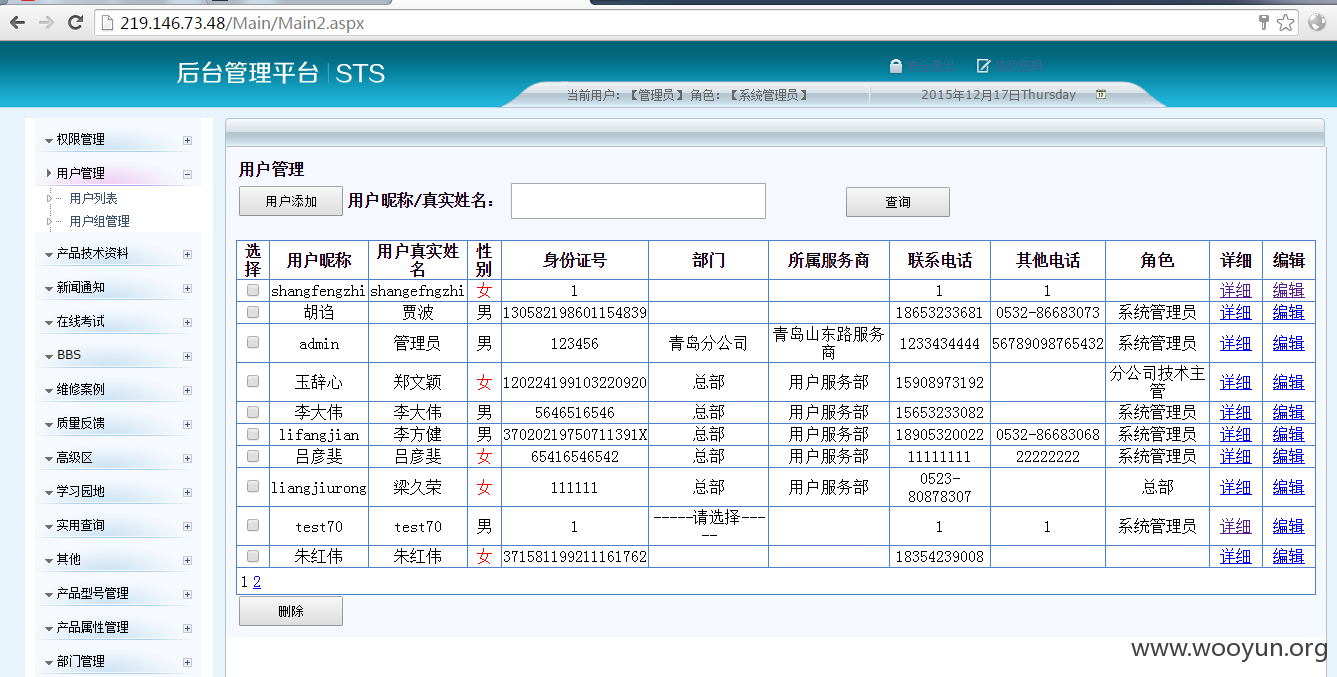 219.146.73.48/Main/Main2.aspx
后台管理平台 STS
当前用户:【管理员】角色:【系统管理员】 2015年12月17日Thursday
权限管理
用户管理
用户列表
用户组管理
产品技术资料
新闻通知
在线考试
BBS
维修案例
质量反馈
高级区
学习园地
实用查询
其他
产品型号管理
产品属性管理
部门管理
用户管理
用户添加 用户昵称/真实姓名: 查询
选择 用户昵称 用户真实姓名 性别 身份证号 部门 所属服务商 联系电话 其他电话 角色 详细 编辑
shangfengzhi shangefngzhi 女 1 1 1 详细 编辑
胡诌 贾波 男 130582198601154839 18653233681 0532-86683073 系统管理员 详细 编辑
admin 管理员 男 123456 青岛分公司 青岛山东路服务商 1233434444 56789098765432 系统管理员 详细 编辑
玉辞心 郑文颖 女 120224199103220920 总部 用户服务部 15908973192 分公司技术主管 详细 编辑
李大伟 李大伟 男 5646516546 总部 用户服务部 15653233082 系统管理员 详细 编辑
lifangjian 李方健 男 37020219750711391X 总部 用户服务部 18905320022 0532-86683068 系统管理员 详细 编辑
吕彦斐 吕彦斐 女 65416546542 总部 用户服务部 11111111 22222222 系统管理员 详细 编辑
liangjiurong 梁久荣 女 111111 总部 用户服务部 0523-80878307 总部 详细 编辑
test70 test70 男 1 -----请选择----- 1 1 系统管理员 详细 编辑
朱红伟 朱红伟 女 371581199211161762 18354239008 详细 编辑
1 2
删除
www.wooyun.org